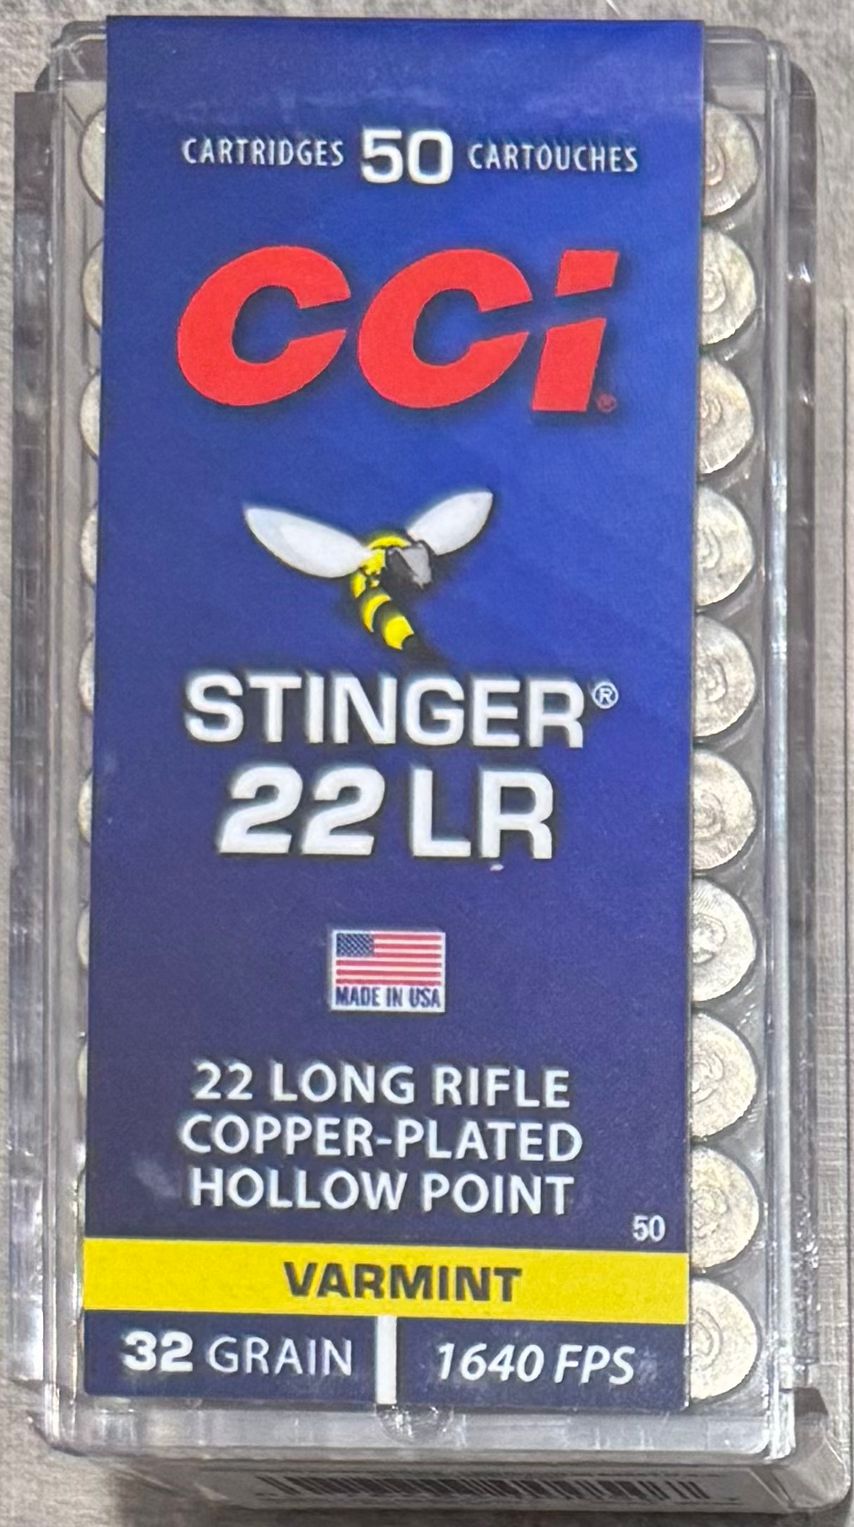 CARTRIDGES 50 CARTOUCHES
CCi®
STINGER®
22 LR
MADE IN USA
22 LONG RIFLE
COPPER-PLATED
HOLLOW POINT
50
VARMINT
32 GRAIN 1640 FPS